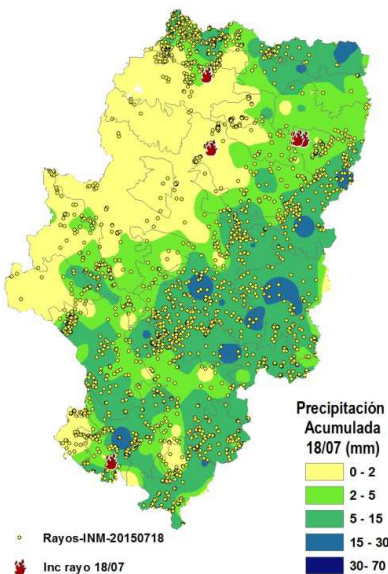 Precipitación
Acumulada
18/07 (mm)
0 - 2
2 - 5
5 - 15
15 - 30
30- 70
Rayos-INM-20150718
Inc rayo 18/07